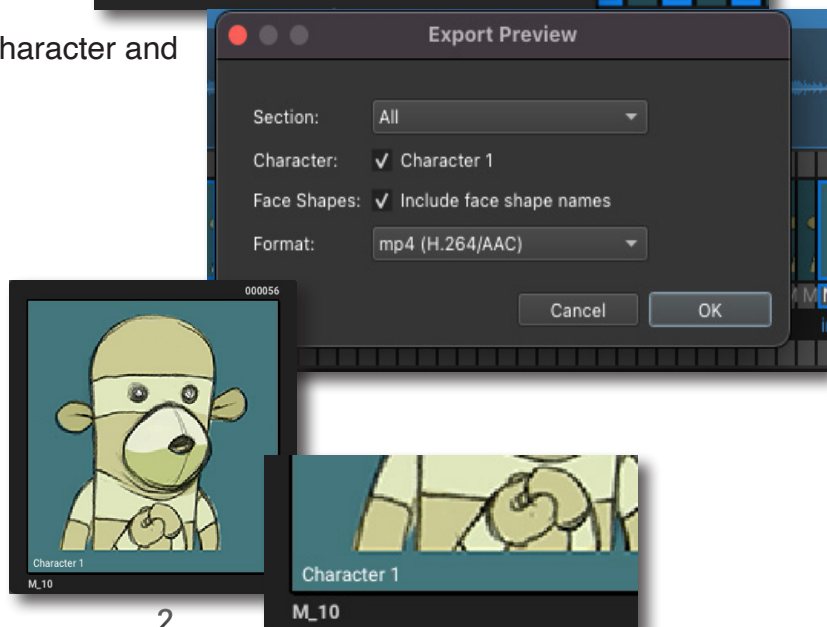 haracter and
Export Preview
Section: All
Character: ✓ Character 1
Face Shapes: ✓ Include face shape names
Format: mp4 (H.264/AAC)
Cancel OK
000056
Character 1
M_10
Character 1
M_10
2